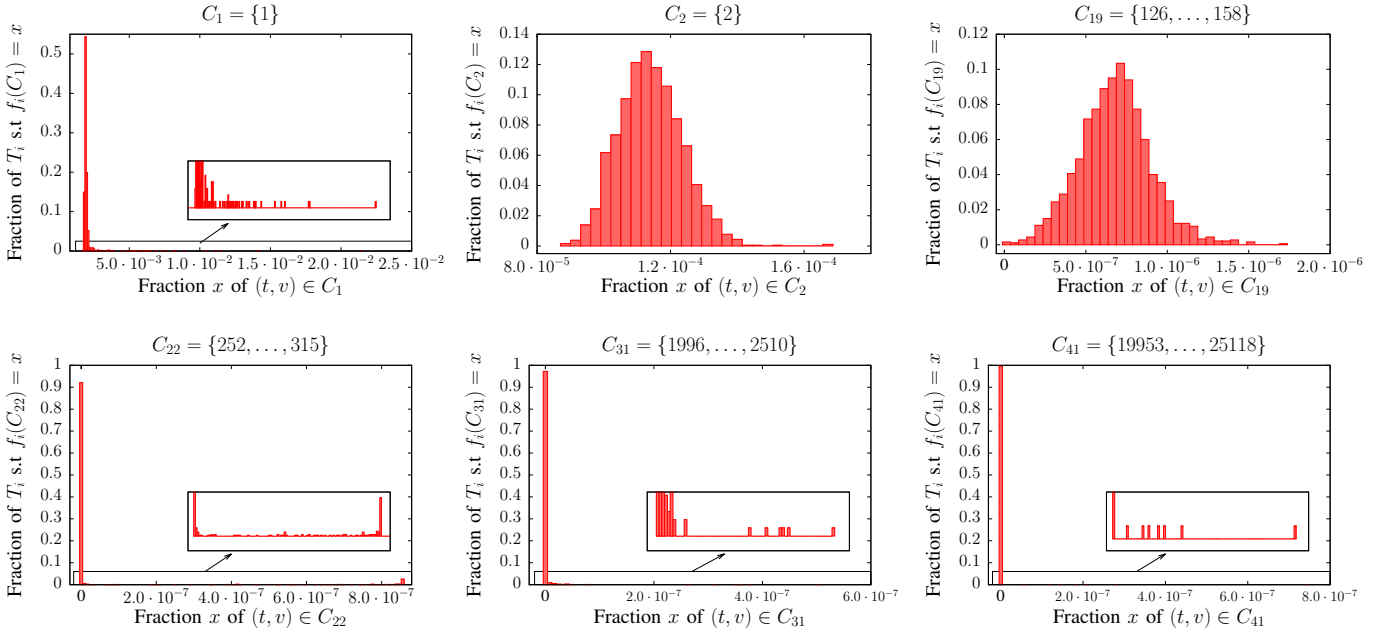 C₁ = {1}
Fraction of Tᵢ s.t fᵢ(C₁) = x
0.5
0.4
0.3
0.2
0.1
0
5.0·10⁻³ 1.0·10⁻² 1.5·10⁻² 2.0·10⁻² 2.5·10⁻²
Fraction x of (t, v) ∈ C₁
C₂ = {2}
Fraction of Tᵢ s.t fᵢ(C₂) = x
0.14
0.12
0.1
0.08
0.06
0.04
0.02
0
8.0·10⁻⁵ 1.2·10⁻⁴ 1.6·10⁻⁴
Fraction x of (t, v) ∈ C₂
C₁₉ = {126, …, 158}
Fraction of Tᵢ s.t fᵢ(C₁₉) = x
0.12
0.1
0.08
0.06
0.04
0.02
0
0 5.0·10⁻⁷ 1.0·10⁻⁶ 1.5·10⁻⁶ 2.0·10⁻⁶
Fraction x of (t, v) ∈ C₁₉
C₂₂ = {252, …, 315}
Fraction of Tᵢ s.t fᵢ(C₂₂) = x
1
0.9
0.8
0.7
0.6
0.5
0.4
0.3
0.2
0.1
0
0 2.0·10⁻⁷ 4.0·10⁻⁷ 6.0·10⁻⁷ 8.0·10⁻⁷
Fraction x of (t, v) ∈ C₂₂
C₃₁ = {1996, …, 2510}
Fraction of Tᵢ s.t fᵢ(C₃₁) = x
1
0.9
0.8
0.7
0.6
0.5
0.4
0.3
0.2
0.1
0
0 2.0·10⁻⁷ 4.0·10⁻⁷ 6.0·10⁻⁷
Fraction x of (t, v) ∈ C₃₁
C₄₁ = {19953, …, 25118}
Fraction of Tᵢ s.t fᵢ(C₄₁) = x
1
0.9
0.8
0.7
0.6
0.5
0.4
0.3
0.2
0.1
0
0 2.0·10⁻⁷ 4.0·10⁻⁷ 6.0·10⁻⁷ 8.0·10⁻⁷
Fraction x of (t, v) ∈ C₄₁